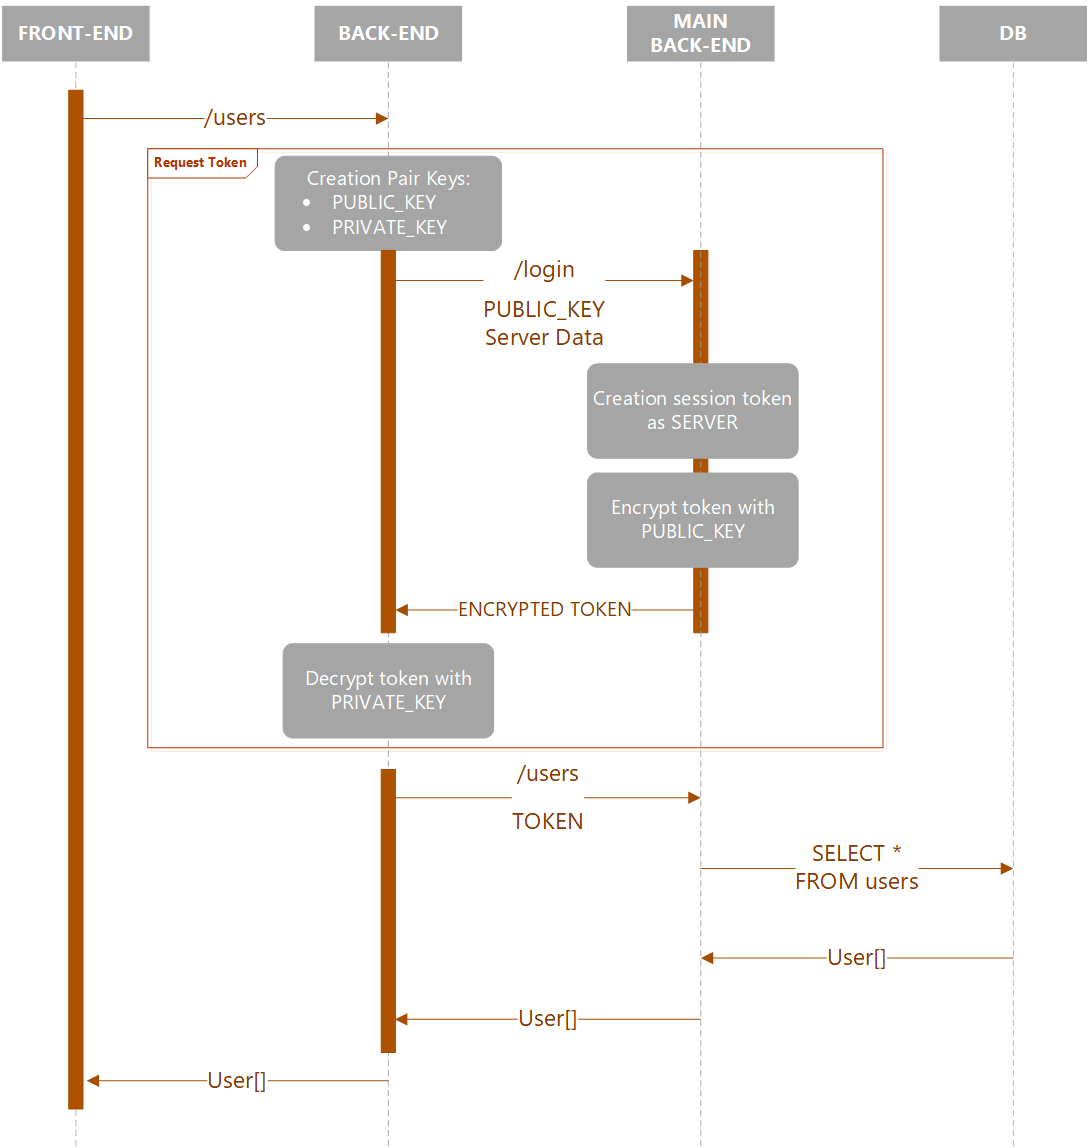 FRONT-END
BACK-END
MAIN
BACK-END
DB
/users
Request Token
Creation Pair Keys:
• PUBLIC_KEY
• PRIVATE_KEY
/login
PUBLIC_KEY
Server Data
Creation session token
as SERVER
Encrypt token with
PUBLIC_KEY
ENCRYPTED TOKEN
Decrypt token with
PRIVATE_KEY
/users
TOKEN
SELECT *
FROM users
User[]
User[]
User[]